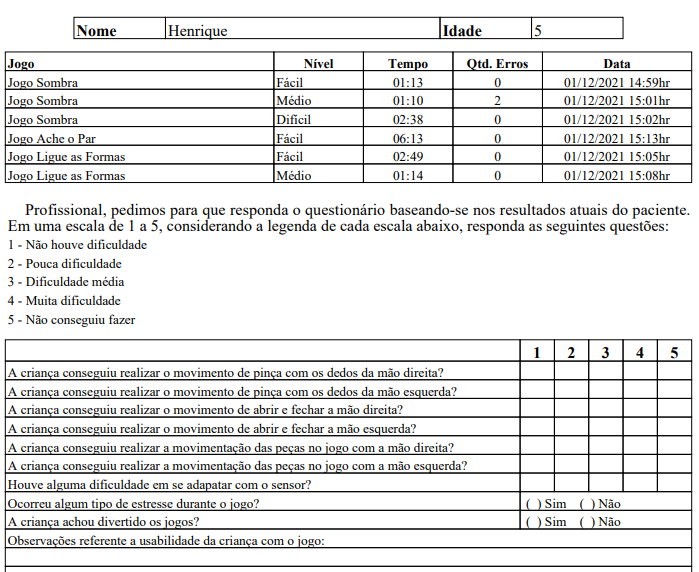 Nome Henrique Idade 5
Jogo Nível Tempo Qtd. Erros Data
Jogo Sombra Fácil 01:13 0 01/12/2021 14:59hr
Jogo Sombra Médio 01:10 2 01/12/2021 15:01hr
Jogo Sombra Difícil 02:38 0 01/12/2021 15:02hr
Jogo Ache o Par Fácil 06:13 0 01/12/2021 15:13hr
Jogo Ligue as Formas Fácil 02:49 0 01/12/2021 15:05hr
Jogo Ligue as Formas Médio 01:14 0 01/12/2021 15:08hr
Profissional, pedimos para que responda o questionário baseando-se nos resultados atuais do paciente.
Em uma escala de 1 a 5, considerando a legenda de cada escala abaixo, responda as seguintes questões:
1 - Não houve dificuldade
2 - Pouca dificuldade
3 - Dificuldade média
4 - Muita dificuldade
5 - Não conseguiu fazer
1 2 3 4 5
A criança conseguiu realizar o movimento de pinça com os dedos da mão direita?
A criança conseguiu realizar o movimento de pinça com os dedos da mão esquerda?
A criança conseguiu realizar o movimento de abrir e fechar a mão direita?
A criança conseguiu realizar o movimento de abrir e fechar a mão esquerda?
A criança conseguiu realizar a movimentação das peças no jogo com a mão direita?
A criança conseguiu realizar a movimentação das peças no jogo com a mão esquerda?
Houve alguma dificuldade em se adapatar com o sensor?
Ocorreu algum tipo de estresse durante o jogo? ( ) Sim ( ) Não
A criança achou divertido os jogos? ( ) Sim ( ) Não
Observações referente a usabilidade da criança com o jogo: